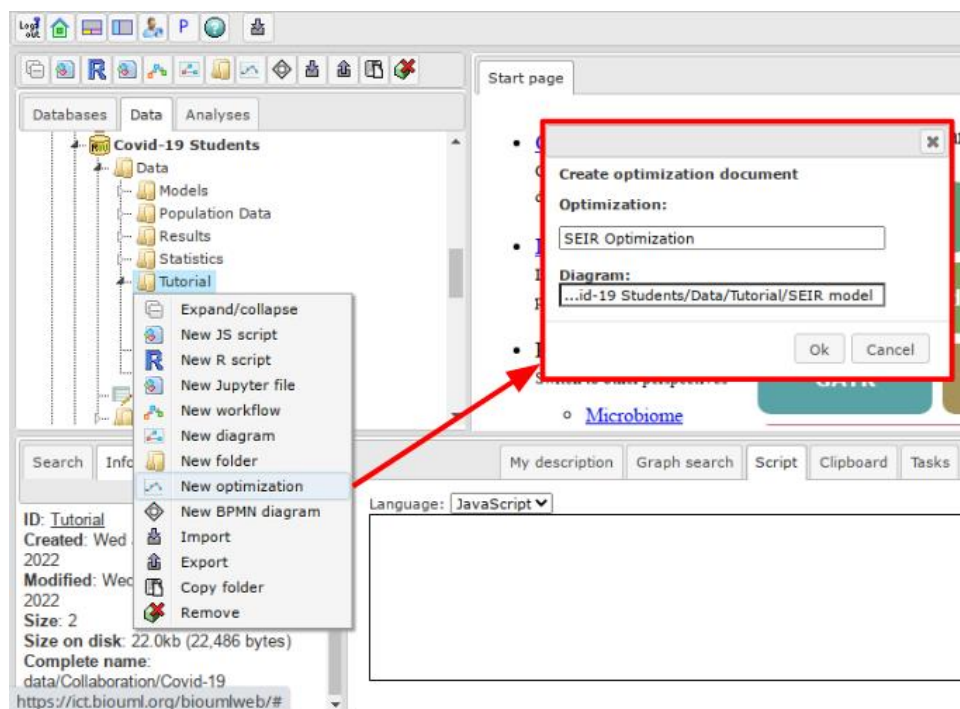 Log out
P
Databases
Data
Analyses
Start page
Covid-19 Students
Data
Models
Population Data
Results
Statistics
Tutorial
Expand/collapse
New JS script
New R script
New Jupyter file
New workflow
New diagram
New folder
New optimization
New BPMN diagram
Import
Export
Copy folder
Remove
Create optimization document
Optimization:
SEIR Optimization
Diagram:
...id-19 Students/Data/Tutorial/SEIR model
Ok
Cancel
Microbiome
Search
My description
Graph search
Script
Clipboard
Tasks
Language: JavaScript
ID: Tutorial
Created: Wed
2022
Modified: Wed
2022
Size: 2
Size on disk: 22.0kb (22,486 bytes)
Complete name:
data/Collaboration/Covid-19
https://ict.biouml.org/bioumlweb/#